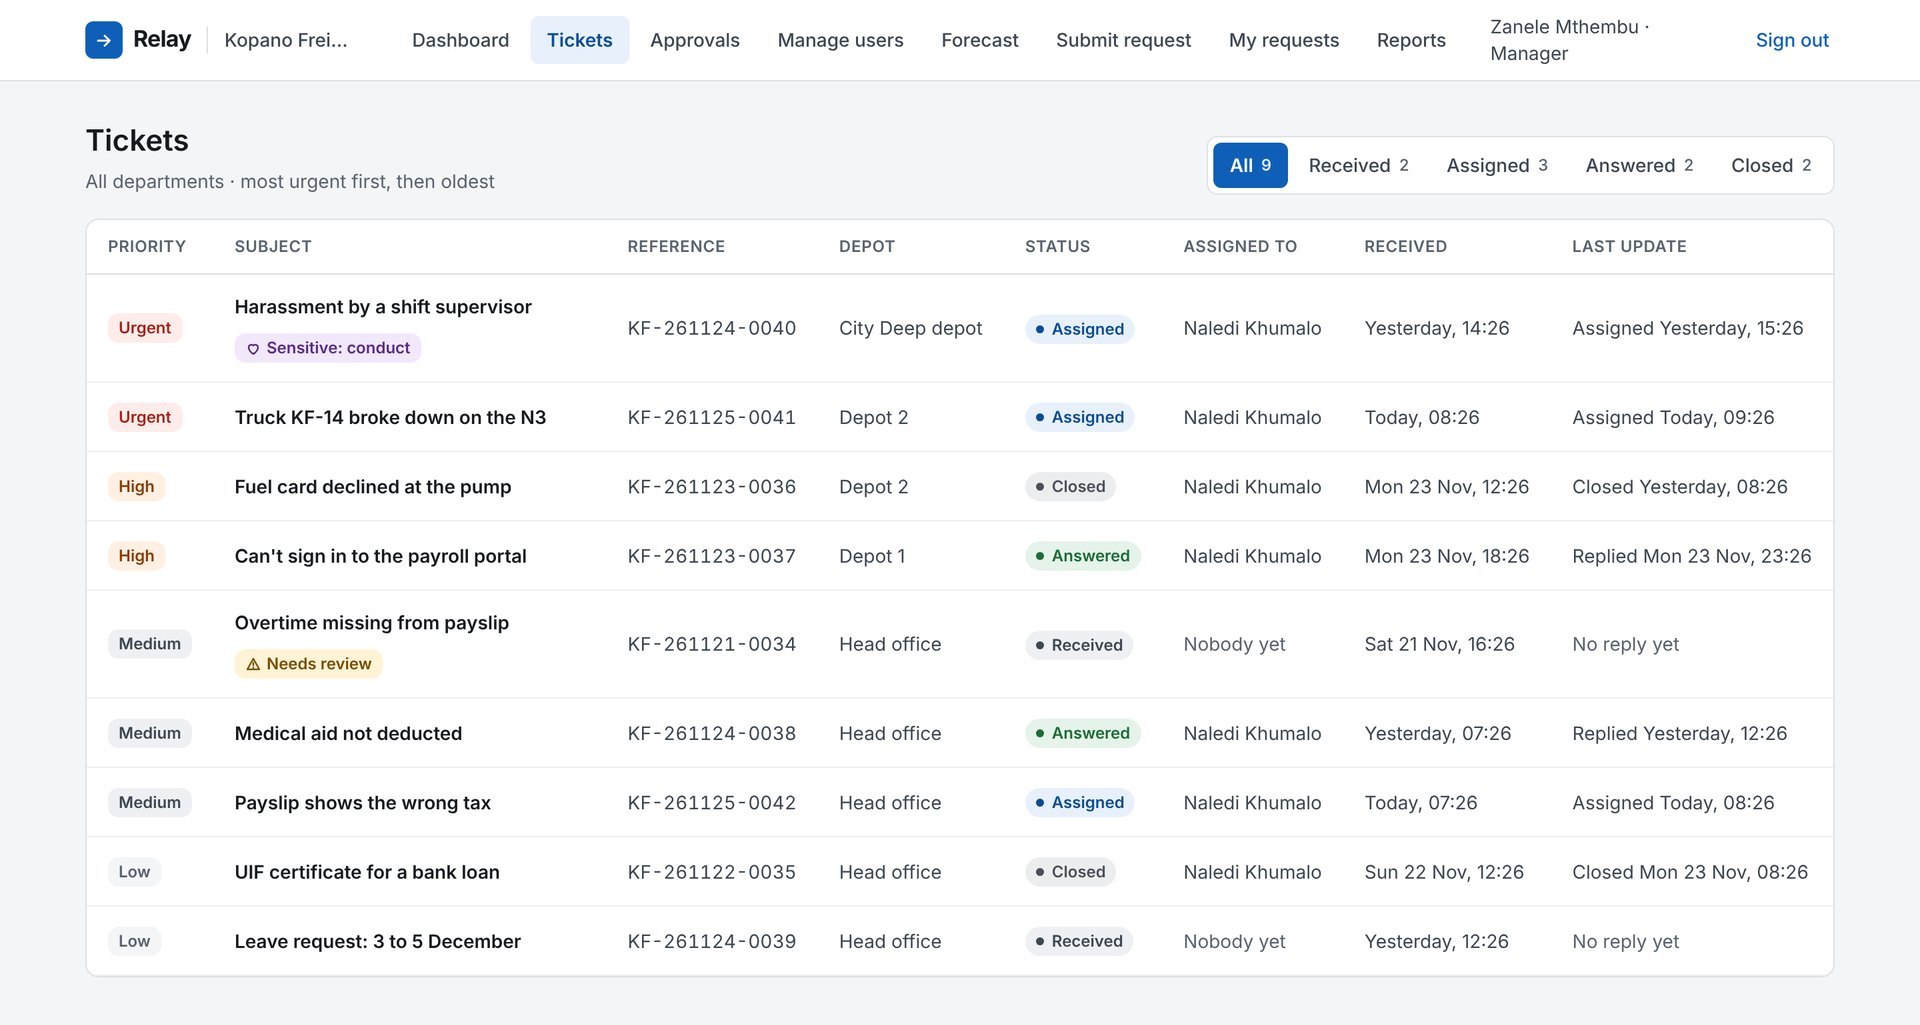 Relay
Kopano Frei...
Dashboard
Tickets
Approvals
Manage users
Forecast
Submit request
My requests
Reports
Zanele Mthembu ·
Manager
Sign out
Tickets
All departments · most urgent first, then oldest
All 9
Received 2
Assigned 3
Answered 2
Closed 2
PRIORITY SUBJECT REFERENCE DEPOT STATUS ASSIGNED TO RECEIVED LAST UPDATE
Urgent Harassment by a shift supervisor KF-261124-0040 City Deep depot Assigned Naledi Khumalo Yesterday, 14:26 Assigned Yesterday, 15:26
Sensitive: conduct
Urgent Truck KF-14 broke down on the N3 KF-261125-0041 Depot 2 Assigned Naledi Khumalo Today, 08:26 Assigned Today, 09:26
High Fuel card declined at the pump KF-261123-0036 Depot 2 Closed Naledi Khumalo Mon 23 Nov, 12:26 Closed Yesterday, 08:26
High Can't sign in to the payroll portal KF-261123-0037 Depot 1 Answered Naledi Khumalo Mon 23 Nov, 18:26 Replied Mon 23 Nov, 23:26
Medium Overtime missing from payslip KF-261121-0034 Head office Received Nobody yet Sat 21 Nov, 16:26 No reply yet
Needs review
Medium Medical aid not deducted KF-261124-0038 Head office Answered Naledi Khumalo Yesterday, 07:26 Replied Yesterday, 12:26
Medium Payslip shows the wrong tax KF-261125-0042 Head office Assigned Naledi Khumalo Today, 07:26 Assigned Today, 08:26
Low UIF certificate for a bank loan KF-261122-0035 Head office Closed Naledi Khumalo Sun 22 Nov, 12:26 Closed Mon 23 Nov, 08:26
Low Leave request: 3 to 5 December KF-261124-0039 Head office Received Nobody yet Yesterday, 12:26 No reply yet